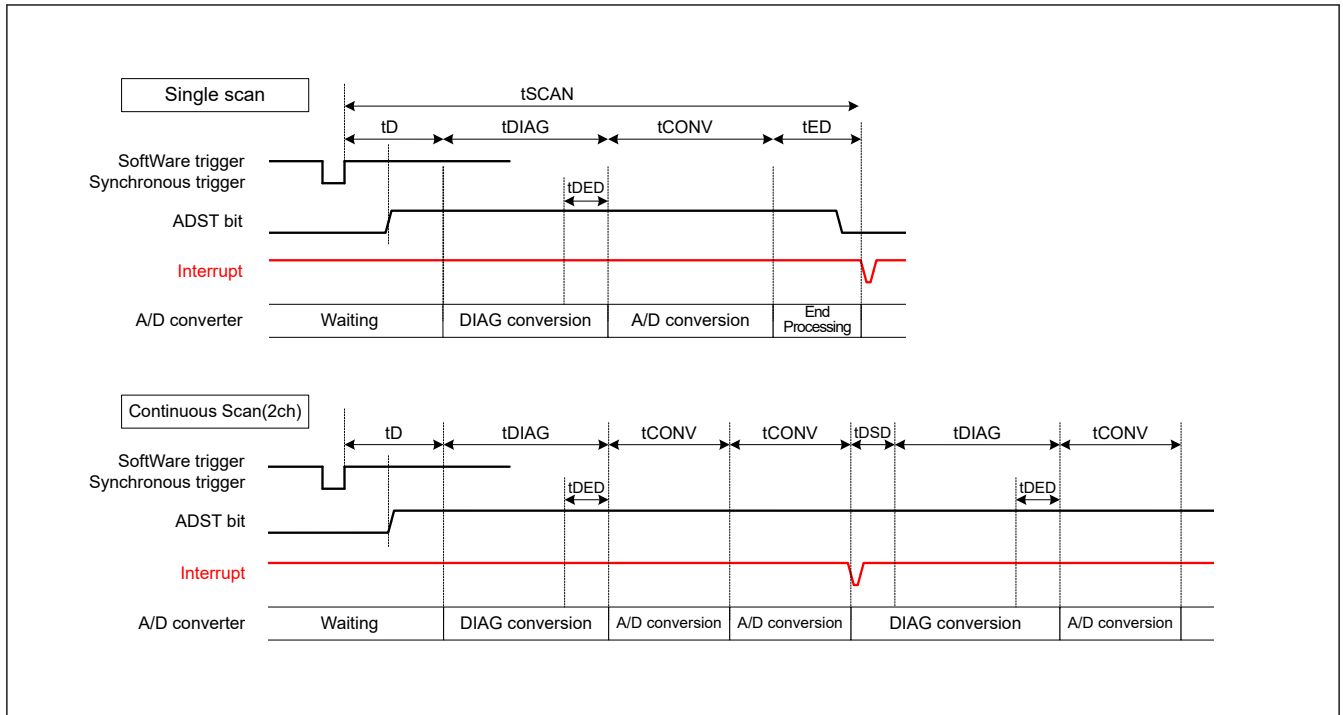 Single scan
tSCAN
tD tDIAG tCONV tED
SoftWare trigger
Synchronous trigger
tDED
ADST bit
Interrupt
A/D converter Waiting DIAG conversion A/D conversion End Processing
Continuous Scan(2ch)
tD tDIAG tCONV tCONV tDSD tDIAG tCONV
SoftWare trigger
Synchronous trigger
tDED tDED
ADST bit
Interrupt
A/D converter Waiting DIAG conversion A/D conversion A/D conversion DIAG conversion A/D conversion